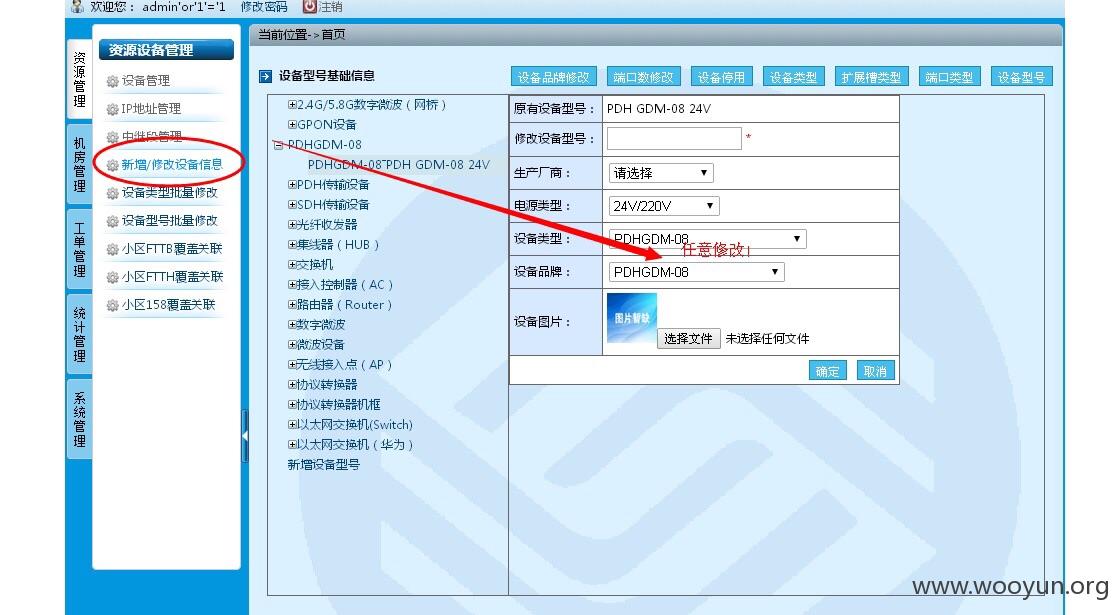 欢迎您： admin'or'1'='1 修改密码 注销
当前位置->首页
资源管理
机房管理
工单管理
统计管理
系统管理
资源设备管理
设备管理
IP地址管理
中继段管理
新增/修改设备信息
设备类型批量修改
设备型号批量修改
小区FTTB覆盖关联
小区FTTH覆盖关联
小区158覆盖关联
设备型号基础信息
设备品牌修改 端口数修改 设备停用 设备类型 扩展槽类型 端口类型 设备型号
2.4G/5.8G数字微波（网桥）
GPON设备
PDHGDM-08
PDHGDM-08~PDH GDM-08 24V
PDH传输设备
SDH传输设备
光纤收发器
集线器（HUB）
交换机
接入控制器（AC）
路由器（Router）
数字微波
微波设备
无线接入点（AP）
协议转换器
协议转换器机框
以太网交换机(Switch)
以太网交换机（华为）
新增设备型号
原有设备型号： PDH GDM-08 24V
修改设备型号： *
生产厂商： 请选择
电源类型： 24V/220V
设备类型： PDHGDM-08
任意修改!
设备品牌： PDHGDM-08
设备图片： 图片暂缺 选择文件 未选择任何文件
确定 取消
www.wooyun.org